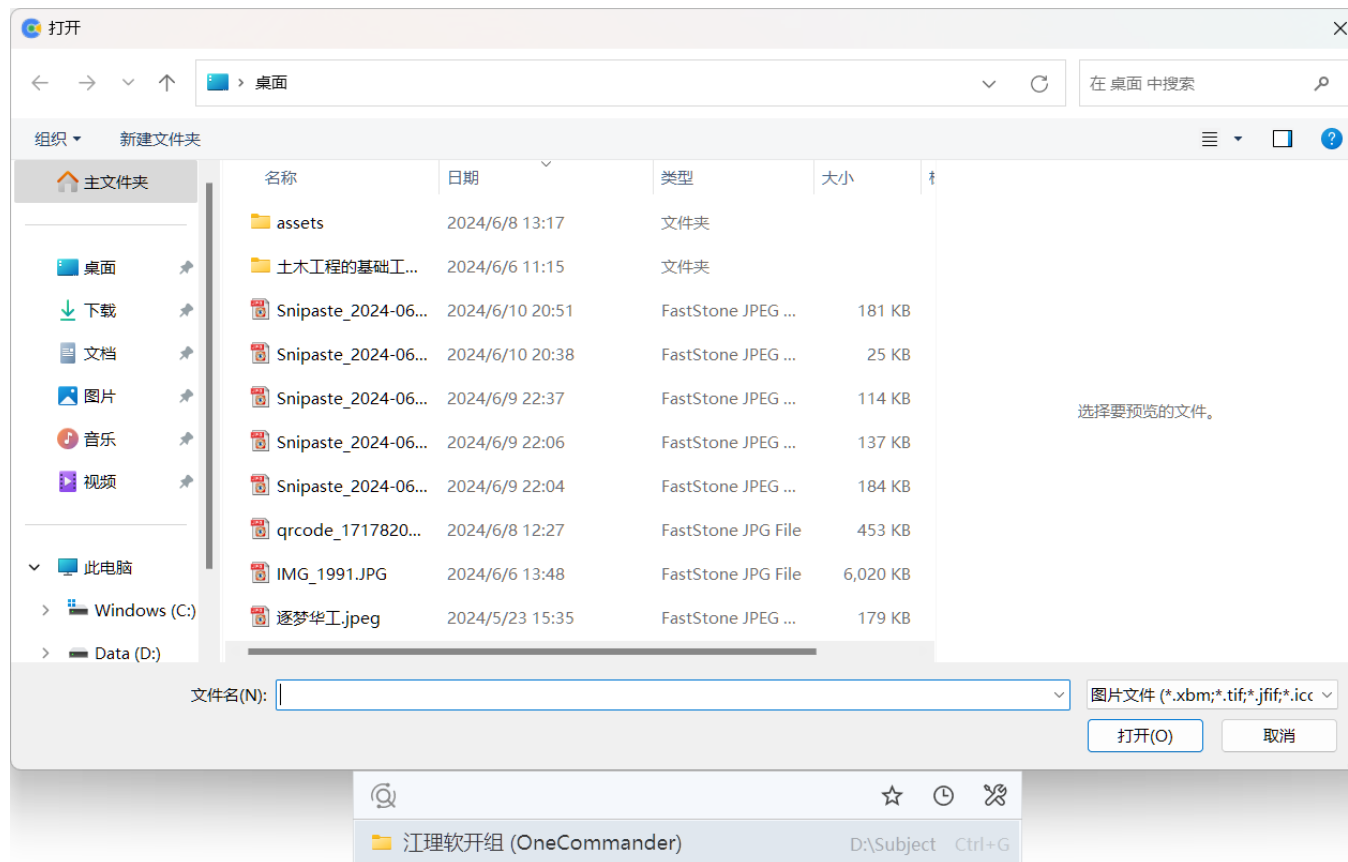 打开
桌面
在 桌面 中搜索
组织 新建文件夹
主文件夹
桌面
下载
文档
图片
音乐
视频
此电脑
Windows (C:)
Data (D:)
名称 日期 类型 大小
assets 2024/6/8 13:17 文件夹
土木工程的基础工... 2024/6/6 11:15 文件夹
Snipaste_2024-06... 2024/6/10 20:51 FastStone JPEG ... 181 KB
Snipaste_2024-06... 2024/6/10 20:38 FastStone JPEG ... 25 KB
Snipaste_2024-06... 2024/6/9 22:37 FastStone JPEG ... 114 KB
Snipaste_2024-06... 2024/6/9 22:06 FastStone JPEG ... 137 KB
Snipaste_2024-06... 2024/6/9 22:04 FastStone JPEG ... 184 KB
qrcode_1717820... 2024/6/8 12:27 FastStone JPG File 453 KB
IMG_1991.JPG 2024/6/6 13:48 FastStone JPG File 6,020 KB
逐梦华工.jpeg 2024/5/23 15:35 FastStone JPEG ... 179 KB
选择要预览的文件。
文件名(N): 图片文件 (*.xbm;*.tif;*.jfif;*.icc
打开(O) 取消
江理软开组 (OneCommander) D:\Subject Ctrl+G